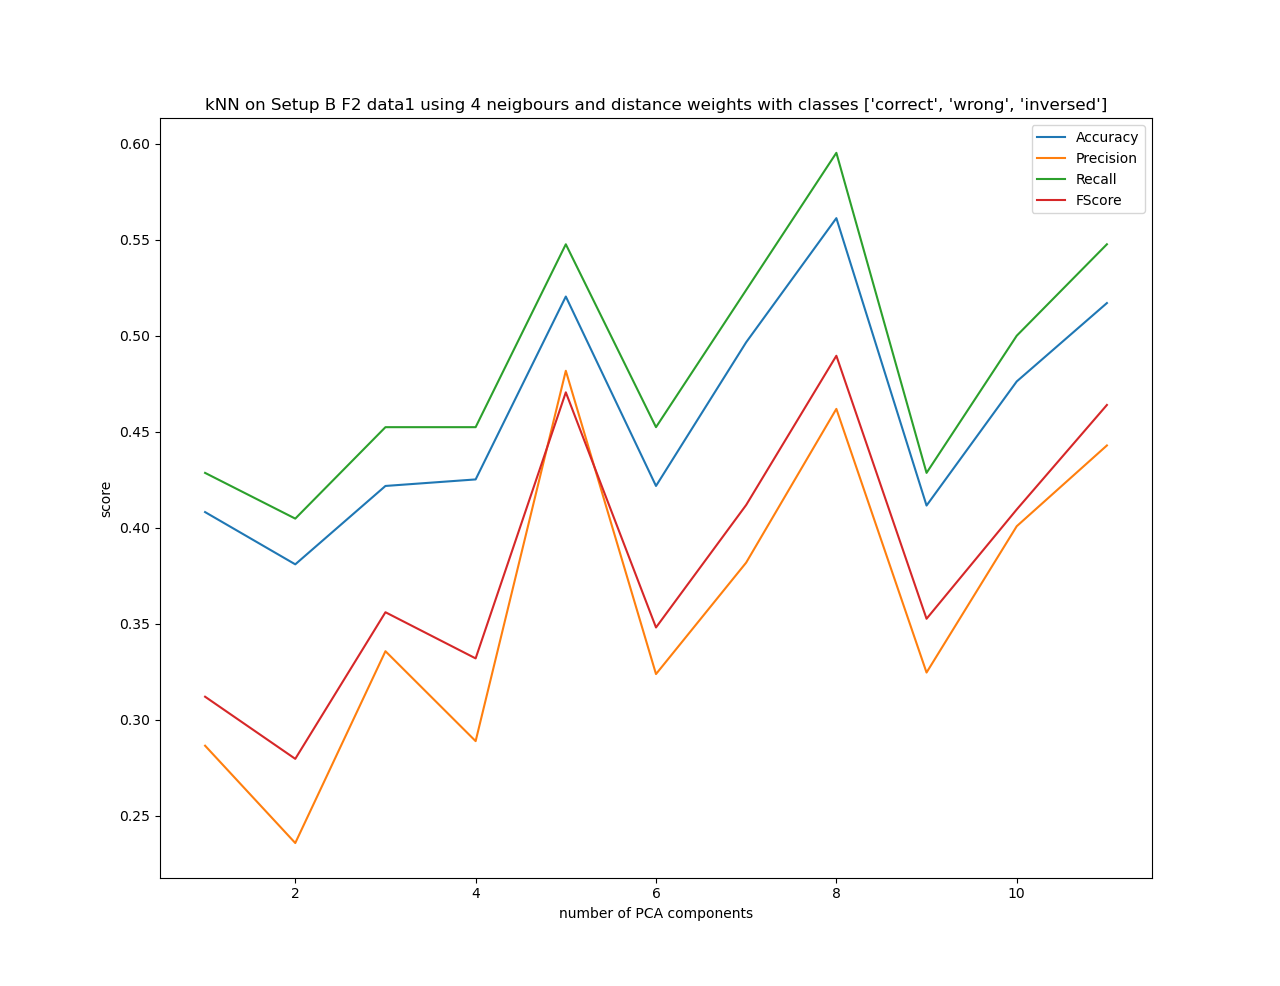 kNN on Setup B F2 data1 using 4 neigbours and distance weights with classes ['correct', 'wrong', 'inversed']
Accuracy
Precision
Recall
FScore
0.60
0.55
0.50
0.45
0.40
0.35
0.30
0.25
score
2 4 6 8 10
number of PCA components